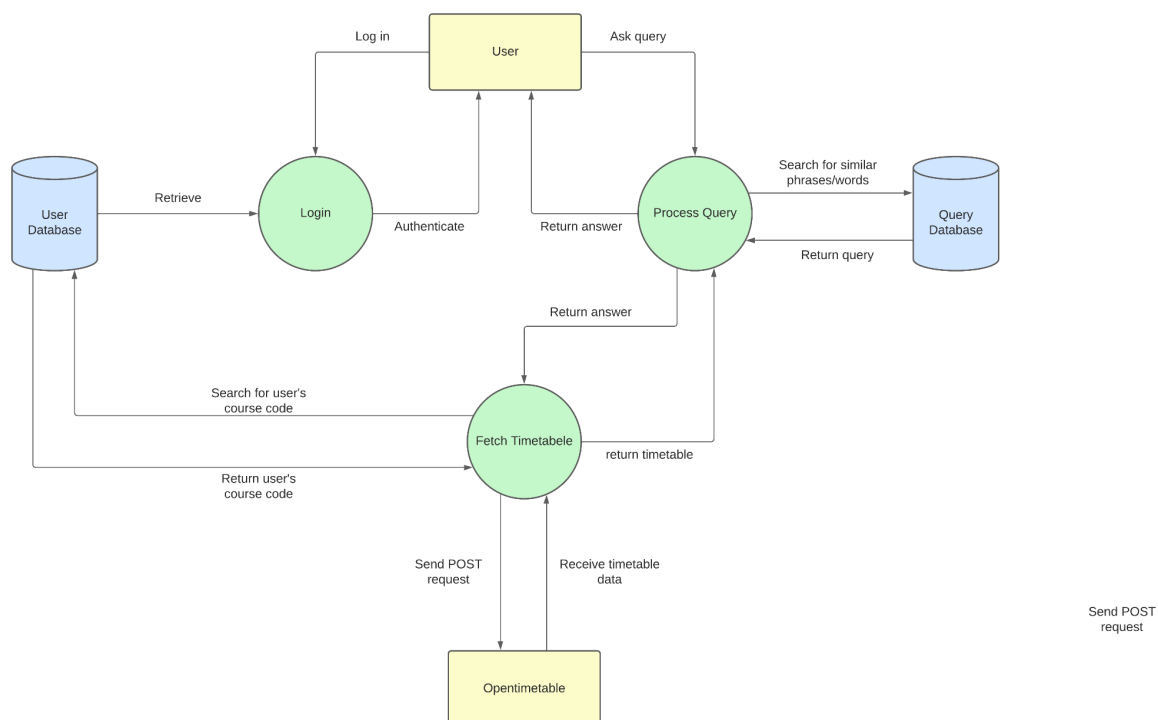 Log in
User
Ask query
Search for similar
phrases/words
User
Database
Retrieve
Login
Authenticate
Return answer
Process Query
Query
Database
Return query
Return answer
Search for user's
course code
Fetch Timetabele
return timetable
Return user's
course code
Send POST
request
Receive timetable
data
Send POST
request
Opentimetable